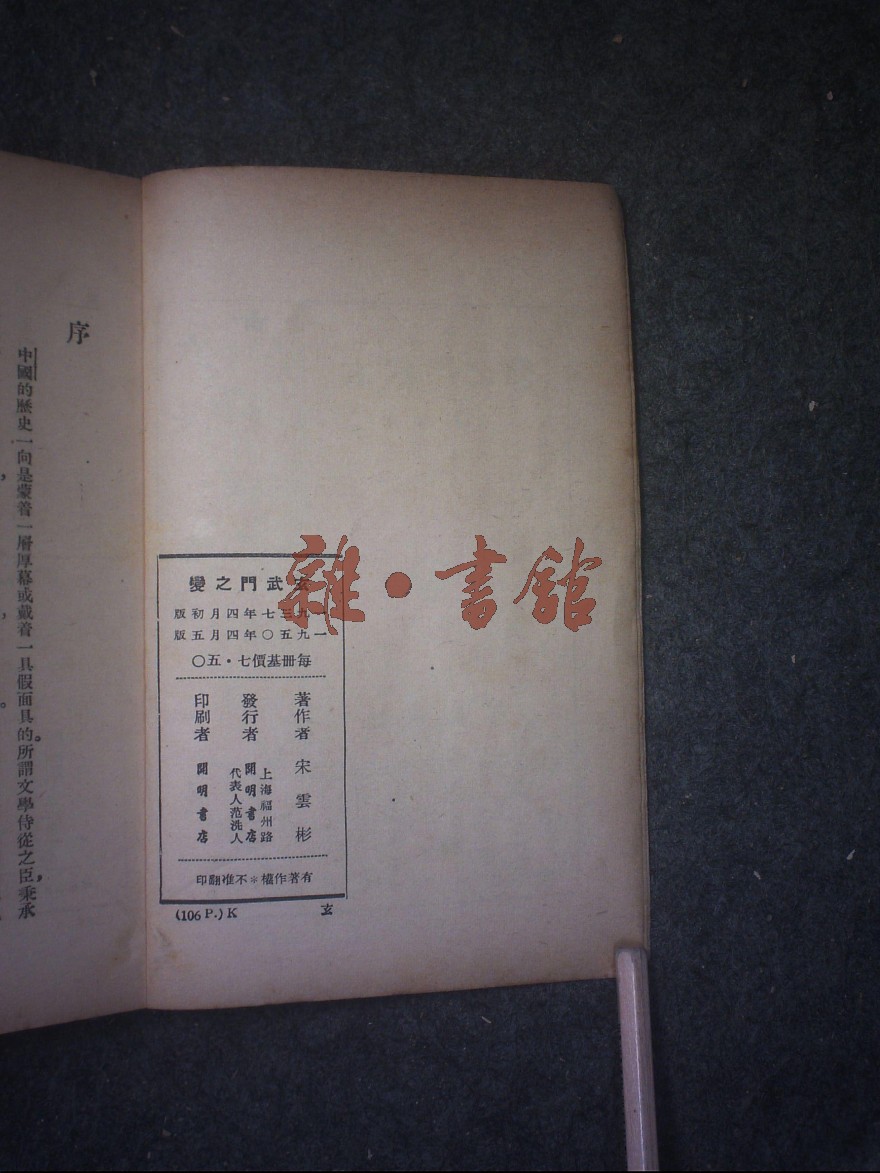 玄武門之變
一九三七年四月初版
一九五〇年四月五版
每冊基價七·五〇
著作者 宋雲彬
發行者 上海福州路
開明書店
代表人范洗人
印刷者 開明書店
有著作權*不准翻印
(106 P.) K 玄
序
中國的歷史一向是蒙着一層厚幕或戴着一具假面具的。所謂文學侍從之臣，秉承
雜·書館